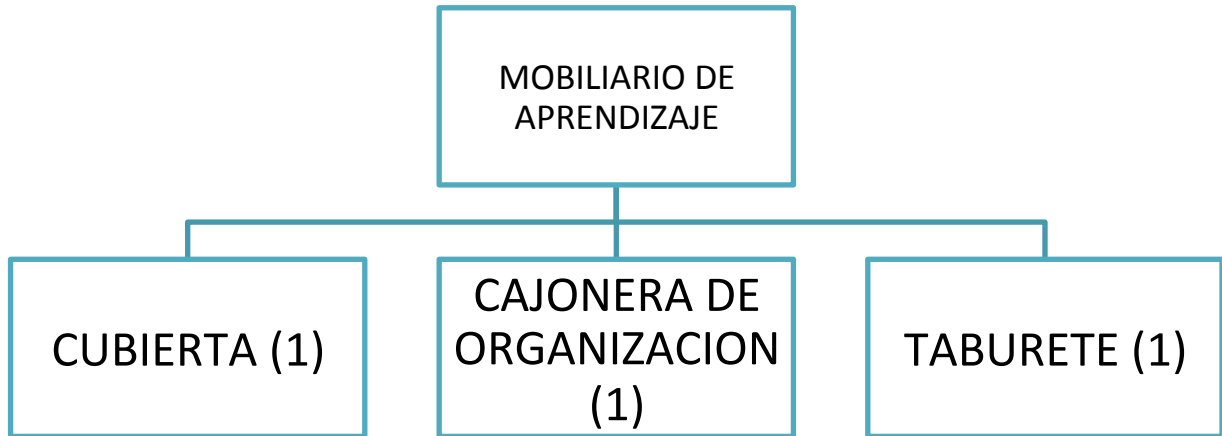 MOBILIARIO DE
APRENDIZAJE
CUBIERTA (1)
CAJONERA DE
ORGANIZACION
(1)
TABURETE (1)